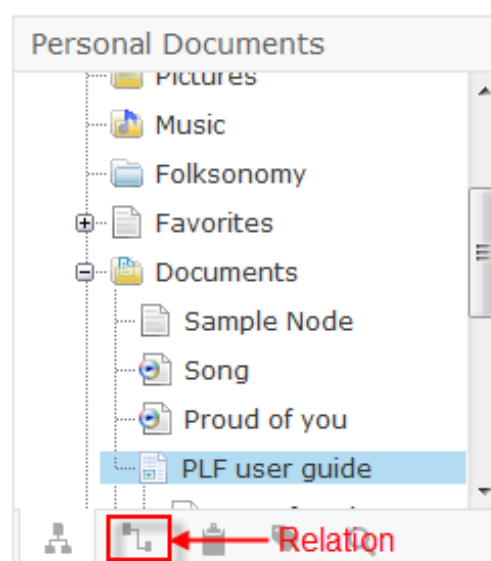 Personal Documents
Pictures
Music
Folksonomy
Favorites
Documents
Sample Node
Song
Proud of you
PLF user guide
Relation